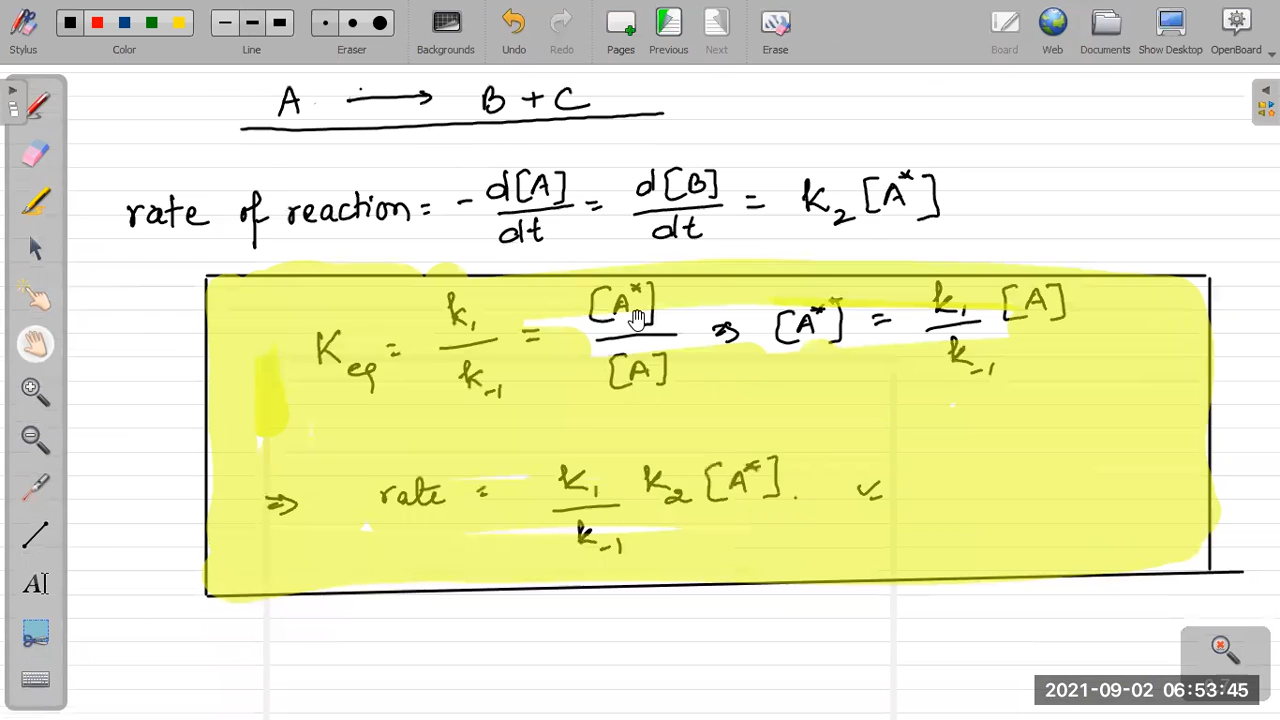 Stylus Color Line Eraser Backgrounds Undo Redo Pages Previous Next Erase Board Web Documents Show Desktop OpenBoard
A ⟶ B + C
rate of reaction = - d[A]/dt = d[B]/dt = k₂ [A*]
K_eq = k₁/k₋₁ = [A*]/[A] ⇒ [A*] = k₁/k₋₁ [A]
⇒ rate = k₁/k₋₁ k₂ [A*]. ✓
2021-09-02 06:53:45